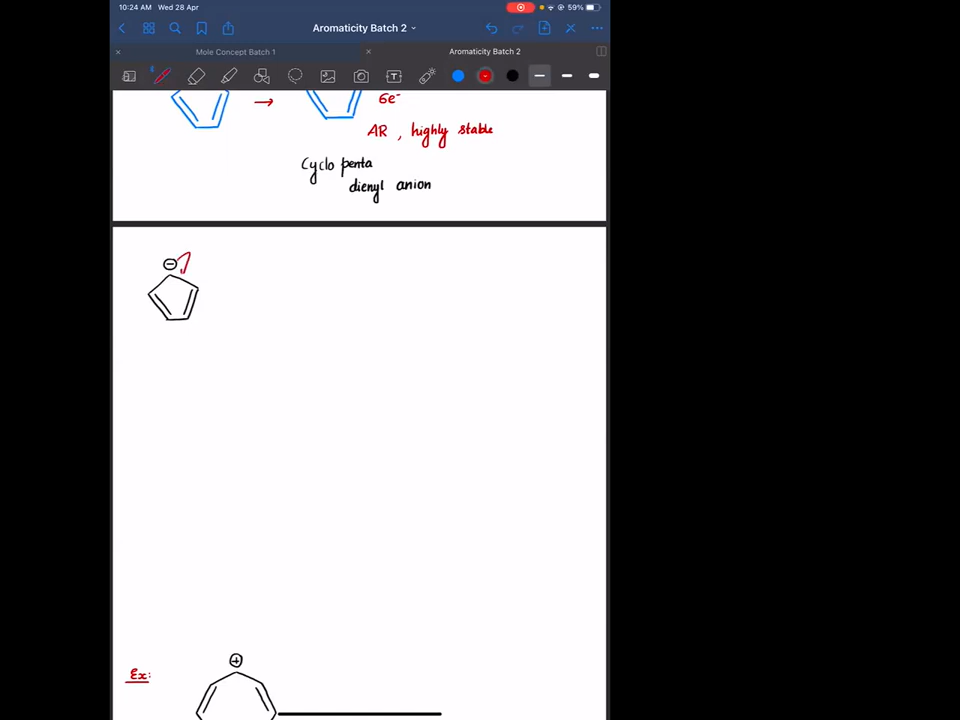 10:24 AM Wed 28 Apr
59%
Aromaticity Batch 2
Mole Concept Batch 1
Aromaticity Batch 2
T
6e⁻
→
AR , highly stable
Cyclo penta
dienyl anion
⊖
⊕
Ex: